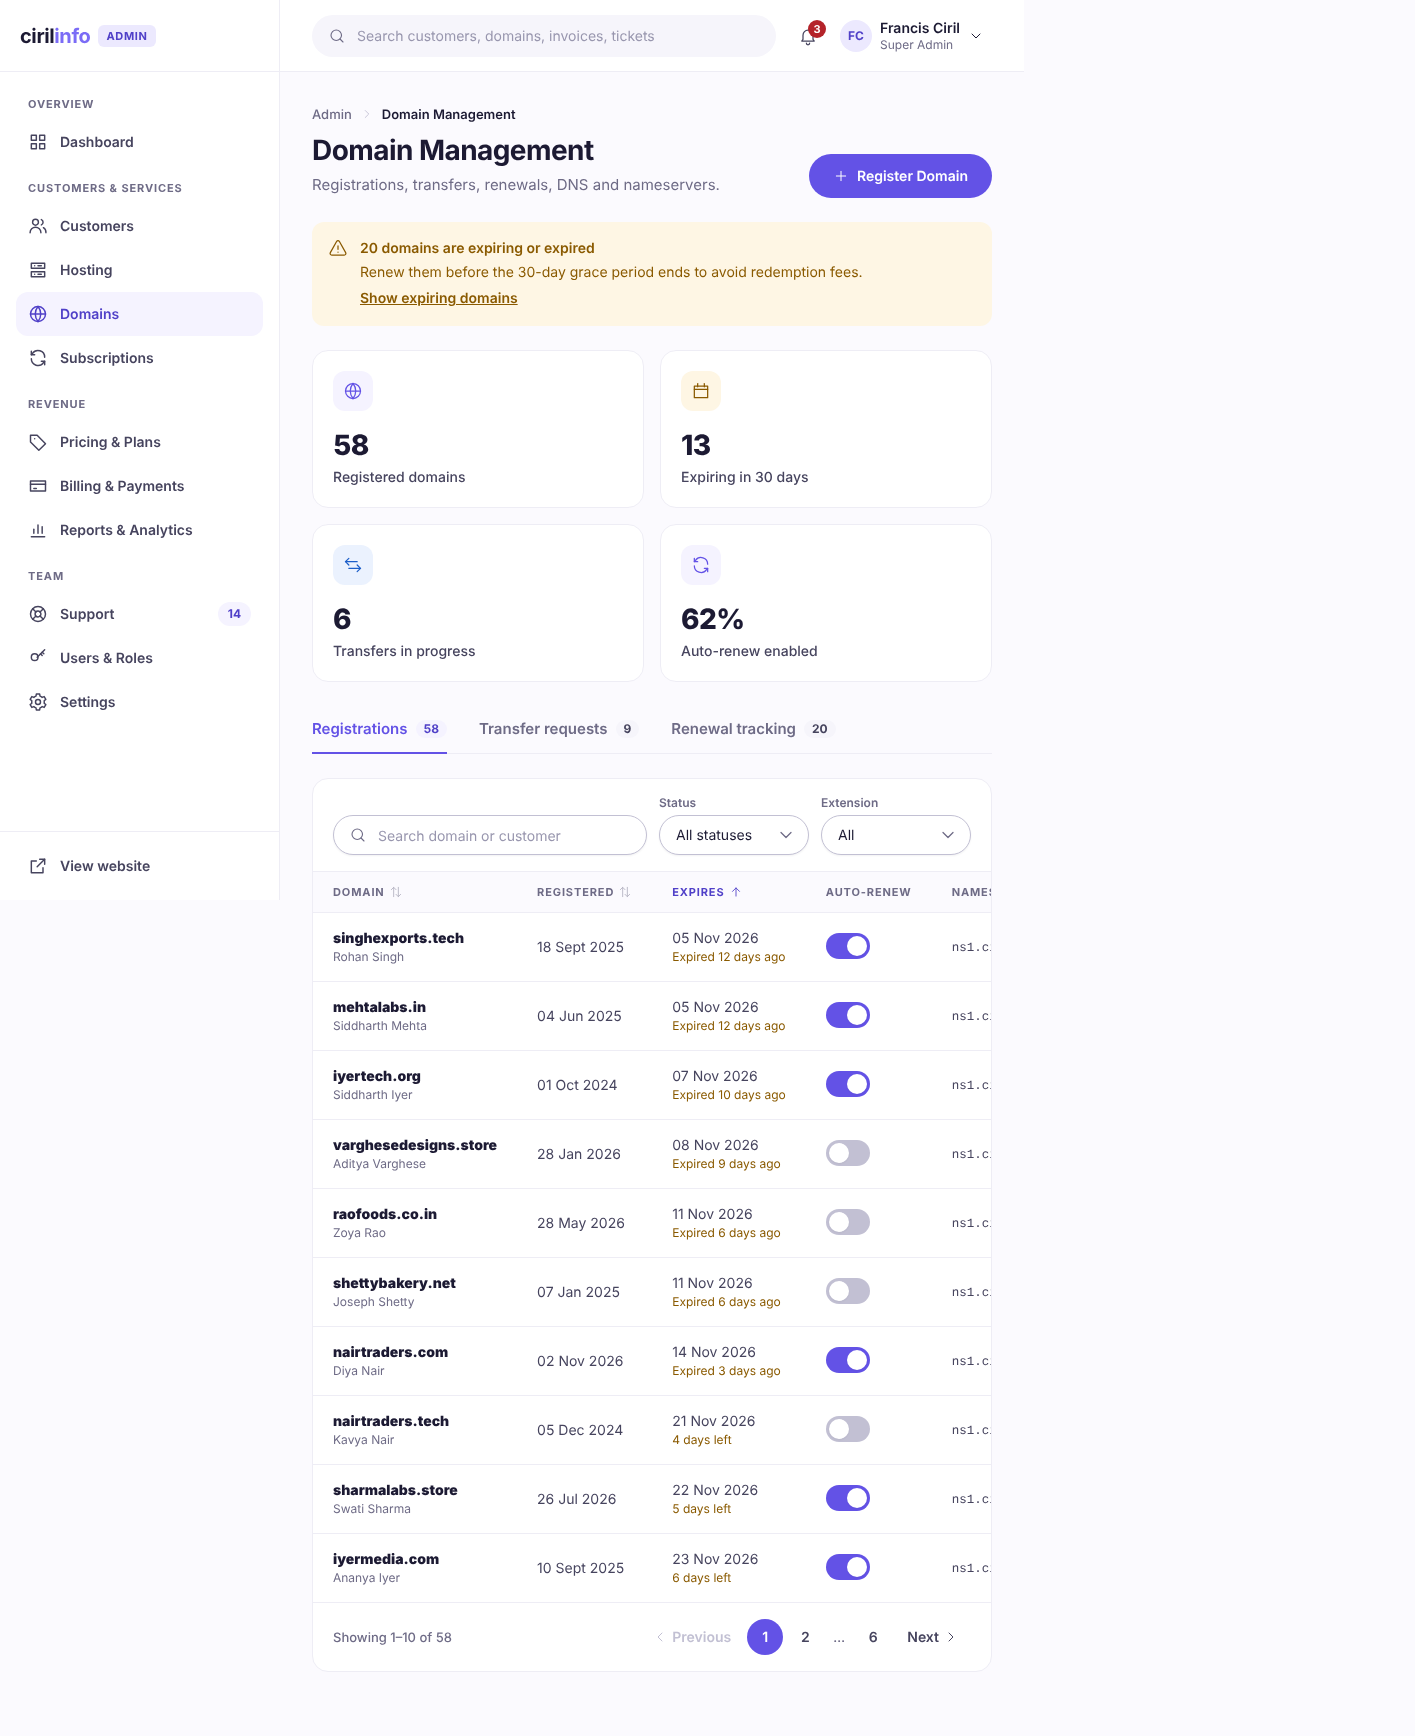 cirilinfo ADMIN
Search customers, domains, invoices, tickets
3
FC
Francis Ciril
Super Admin
OVERVIEW
Dashboard
CUSTOMERS & SERVICES
Customers
Hosting
Domains
Subscriptions
REVENUE
Pricing & Plans
Billing & Payments
Reports & Analytics
TEAM
Support 14
Users & Roles
Settings
View website
Admin > Domain Management
Domain Management
Registrations, transfers, renewals, DNS and nameservers.
+ Register Domain
20 domains are expiring or expired
Renew them before the 30-day grace period ends to avoid redemption fees.
Show expiring domains
58
Registered domains
13
Expiring in 30 days
6
Transfers in progress
62%
Auto-renew enabled
Registrations 58 Transfer requests 9 Renewal tracking 20
Search domain or customer
Status
All statuses
Extension
All
DOMAIN REGISTERED EXPIRES AUTO-RENEW
singhexports.tech
Rohan Singh
18 Sept 2025
05 Nov 2026
Expired 12 days ago
ns1.c
mehtalabs.in
Siddharth Mehta
04 Jun 2025
05 Nov 2026
Expired 12 days ago
ns1.c
iyertech.org
Siddharth Iyer
01 Oct 2024
07 Nov 2026
Expired 10 days ago
ns1.c
varghesedesigns.store
Aditya Varghese
28 Jan 2026
08 Nov 2026
Expired 9 days ago
ns1.c
raofoods.co.in
Zoya Rao
28 May 2026
11 Nov 2026
Expired 6 days ago
ns1.c
shettybakery.net
Joseph Shetty
07 Jan 2025
11 Nov 2026
Expired 6 days ago
ns1.c
nairtraders.com
Diya Nair
02 Nov 2026
14 Nov 2026
Expired 3 days ago
ns1.c
nairtraders.tech
Kavya Nair
05 Dec 2024
21 Nov 2026
4 days left
ns1.c
sharmalabs.store
Swati Sharma
26 Jul 2026
22 Nov 2026
5 days left
ns1.c
iyermedia.com
Ananya Iyer
10 Sept 2025
23 Nov 2026
6 days left
ns1.c
Showing 1–10 of 58
Previous 1 2 ... 6 Next